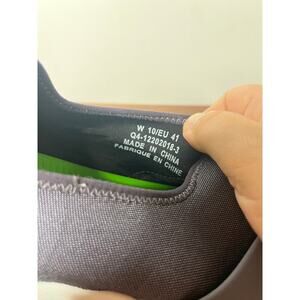 W 10/EU 41
Q4-12202018-3
MADE IN CHINA
FABRIQUE EN CHINE